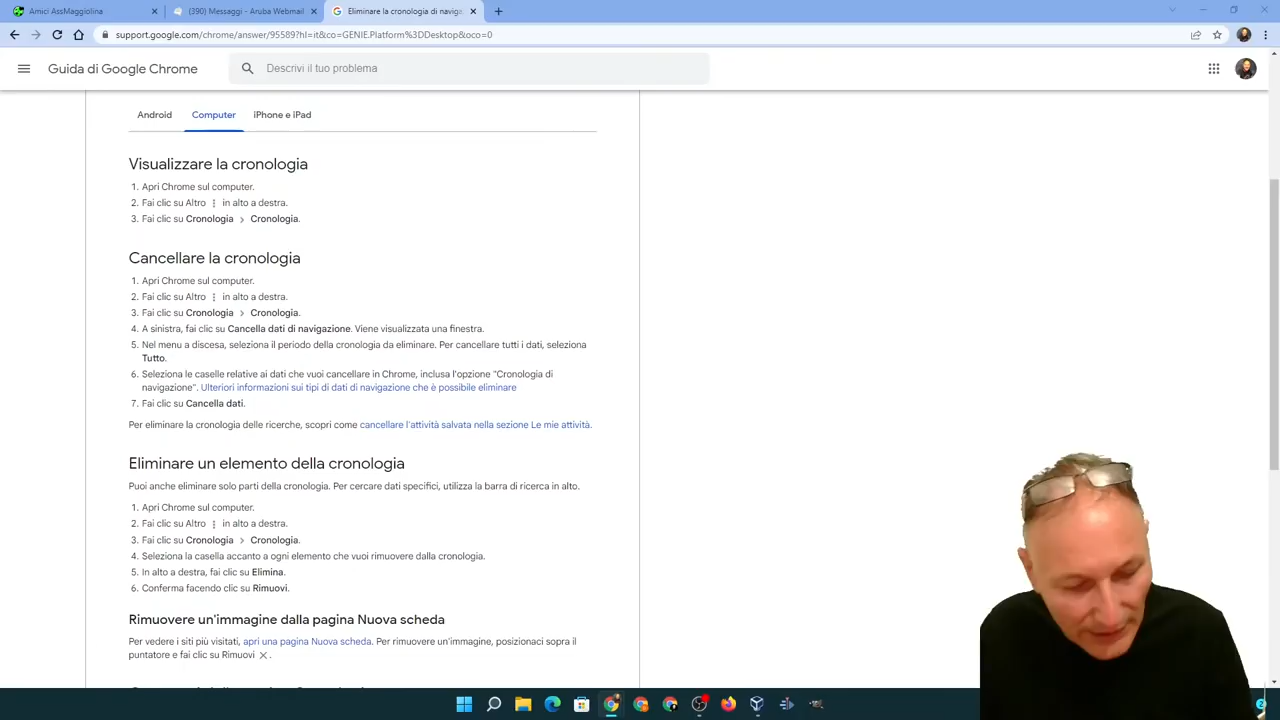 Amici AssMaggiolina
(390) Messaggi - Aruba Webmail
Eliminare la cronologia di navig
support.google.com/chrome/answer/95589?hl=it&co=GENIE.Platform%3DDesktop&oco=0
Guida di Google Chrome
Descrivi il tuo problema
Android Computer iPhone e iPad
Visualizzare la cronologia
1. Apri Chrome sul computer.
2. Fai clic su Altro in alto a destra.
3. Fai clic su Cronologia > Cronologia.
Cancellare la cronologia
1. Apri Chrome sul computer.
2. Fai clic su Altro in alto a destra.
3. Fai clic su Cronologia > Cronologia.
4. A sinistra, fai clic su Cancella dati di navigazione. Viene visualizzata una finestra.
5. Nel menu a discesa, seleziona il periodo della cronologia da eliminare. Per cancellare tutti i dati, seleziona
Tutto.
6. Seleziona le caselle relative ai dati che vuoi cancellare in Chrome, inclusa l'opzione "Cronologia di
navigazione". Ulteriori informazioni sui tipi di dati di navigazione che è possibile eliminare
7. Fai clic su Cancella dati.
Per eliminare la cronologia delle ricerche, scopri come cancellare l'attività salvata nella sezione Le mie attività.
Eliminare un elemento della cronologia
Puoi anche eliminare solo parti della cronologia. Per cercare dati specifici, utilizza la barra di ricerca in alto.
1. Apri Chrome sul computer.
2. Fai clic su Altro in alto a destra.
3. Fai clic su Cronologia > Cronologia.
4. Seleziona la casella accanto a ogni elemento che vuoi rimuovere dalla cronologia.
5. In alto a destra, fai clic su Elimina.
6. Conferma facendo clic su Rimuovi.
Rimuovere un'immagine dalla pagina Nuova scheda
Per vedere i siti più visitati, apri una pagina Nuova scheda. Per rimuovere un'immagine, posizionaci sopra il
puntatore e fai clic su Rimuovi ×.